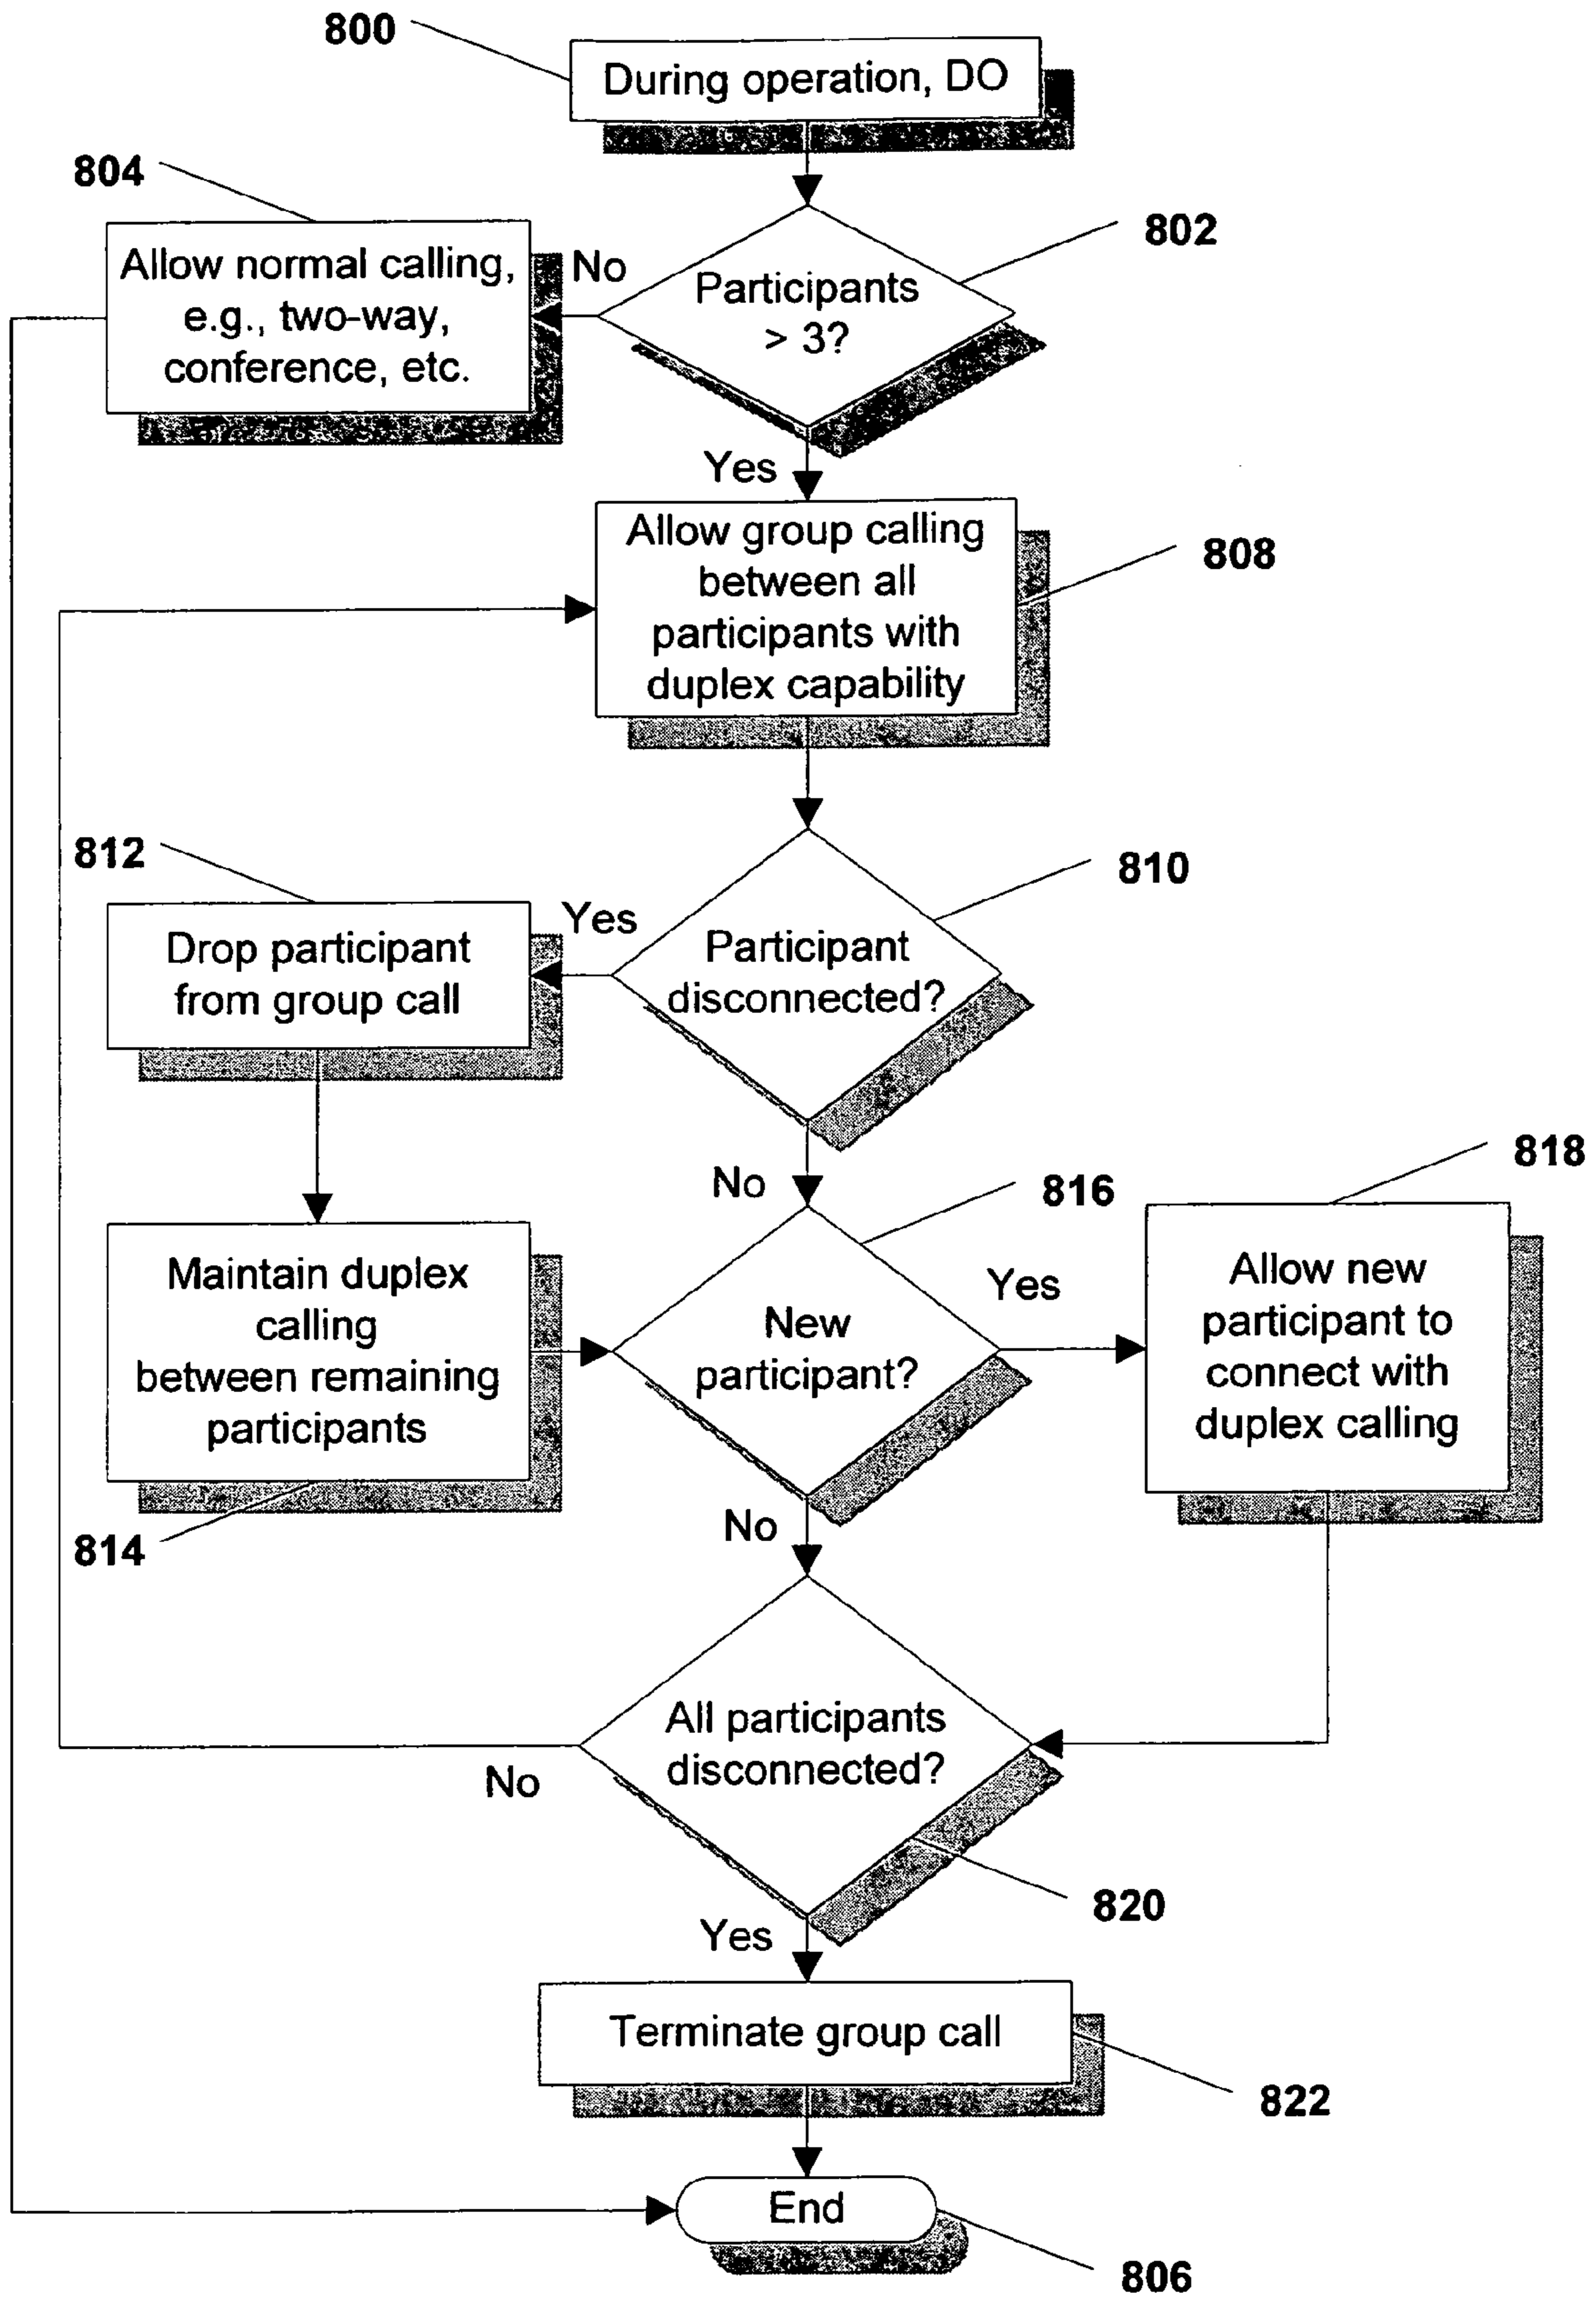 800
During operation, DO
804
802
Allow normal calling,
e.g., two-way,
conference, etc.
No
Participants
> 3?
Yes
Allow group calling
between all
participants with
duplex capability
808
812
810
Drop participant
from group call
Yes
Participant
disconnected?
No
816
818
Maintain duplex
calling
between remaining
participants
814
New
participant?
Yes
Allow new
participant to
connect with
duplex calling
No
All participants
disconnected?
No
820
Yes
Terminate group call
822
End
806